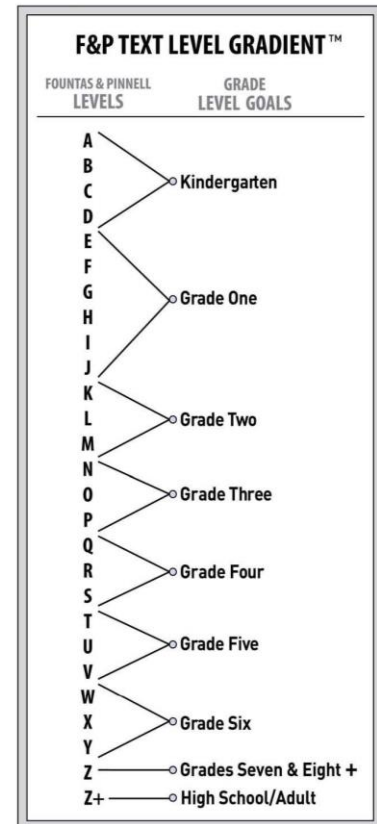 F&P TEXT LEVEL GRADIENT™
FOUNTAS & PINNELL
LEVELS
GRADE
LEVEL GOALS
A
B
C
Kindergarten
D
E
F
G
Grade One
H
I
J
K
L
Grade Two
M
N
O
Grade Three
P
Q
R
Grade Four
S
T
U
Grade Five
V
W
X
Grade Six
Y
Z
Grades Seven & Eight +
Z+
High School/Adult